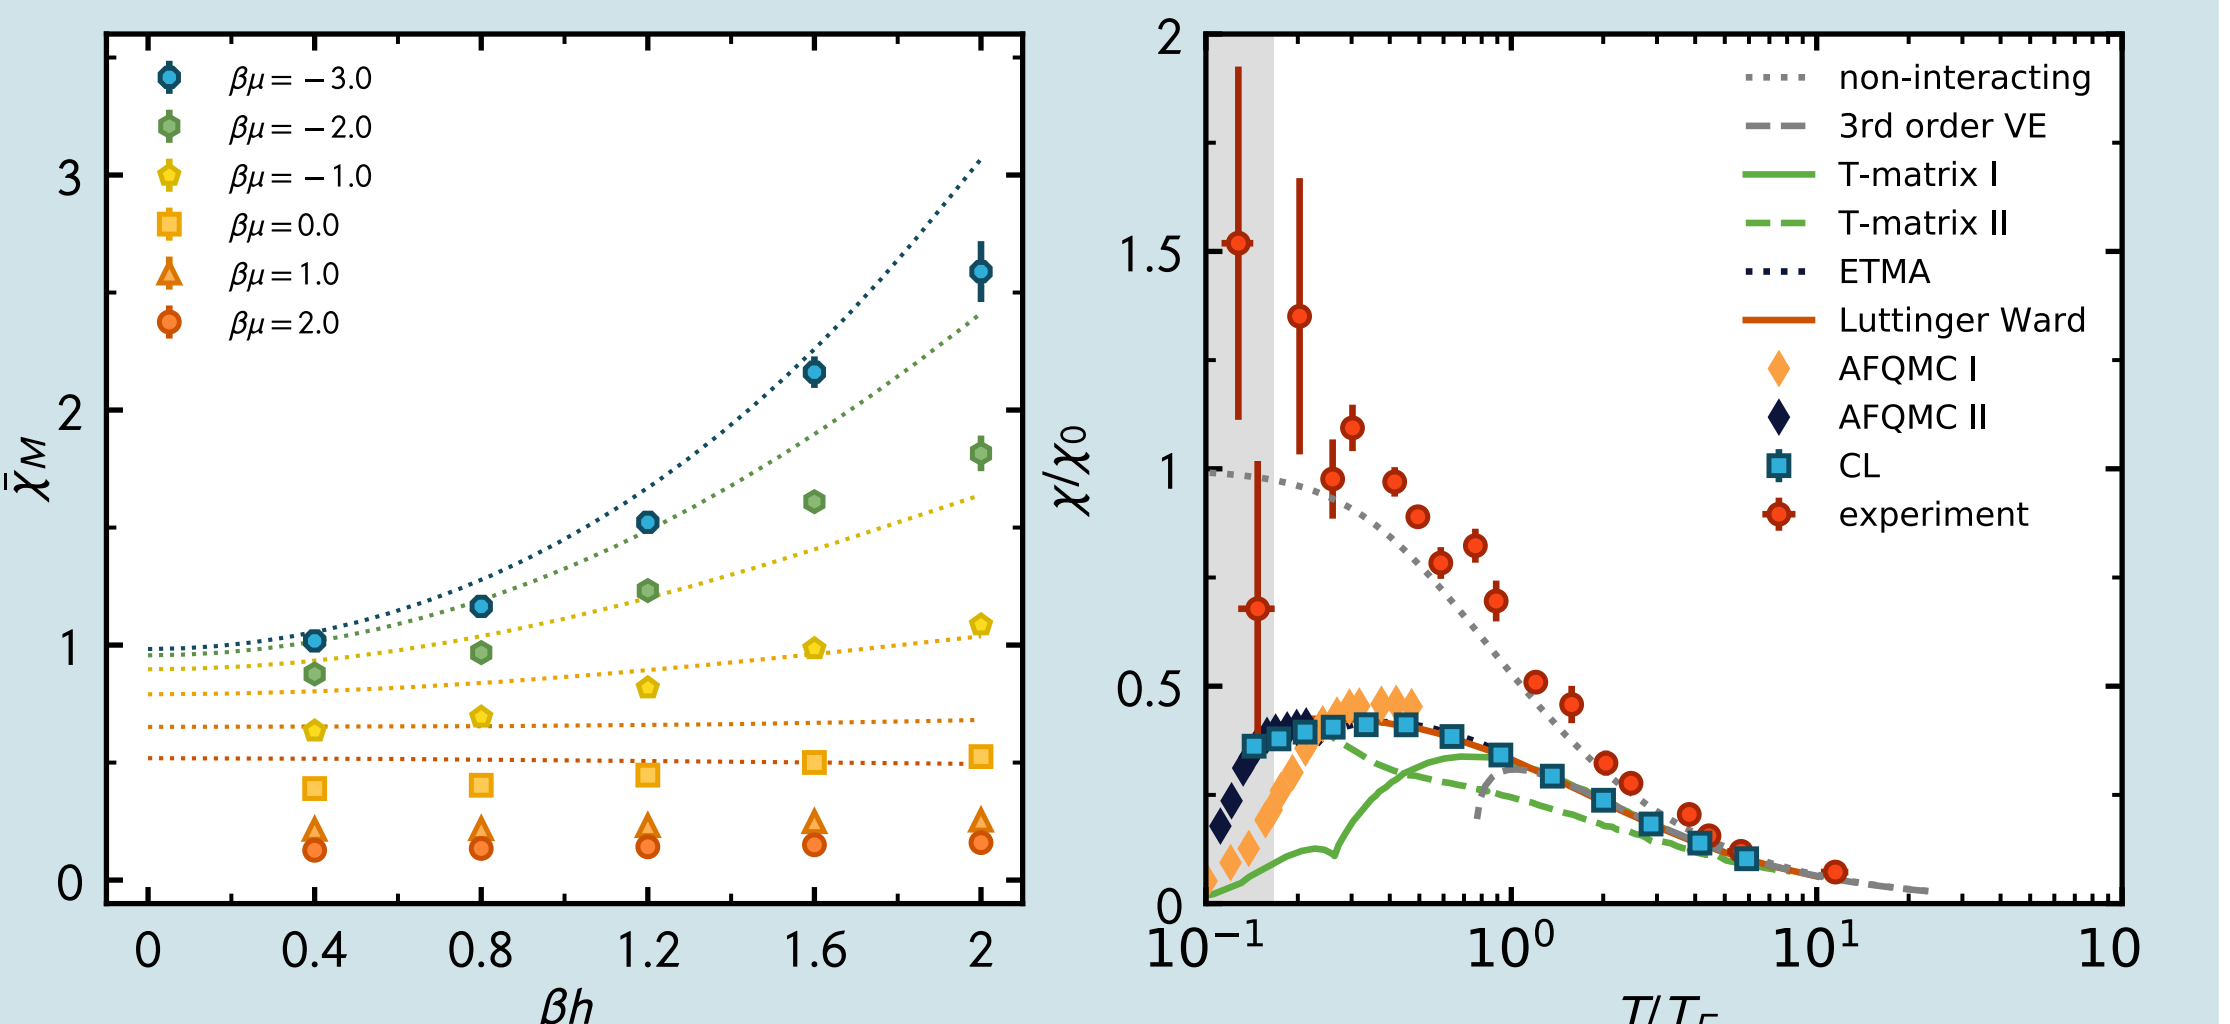 βμ = −3.0
βμ = −2.0
βμ = −1.0
βμ = 0.0
βμ = 1.0
βμ = 2.0
3
2
1
0
χ̄M
0 0.4 0.8 1.2 1.6 2
βh
non-interacting
3rd order VE
T-matrix I
T-matrix II
ETMA
Luttinger Ward
AFQMC I
AFQMC II
CL
experiment
2
1.5
1
0.5
0
χ/χ0
10⁻¹ 10⁰ 10¹ 10
T/TF